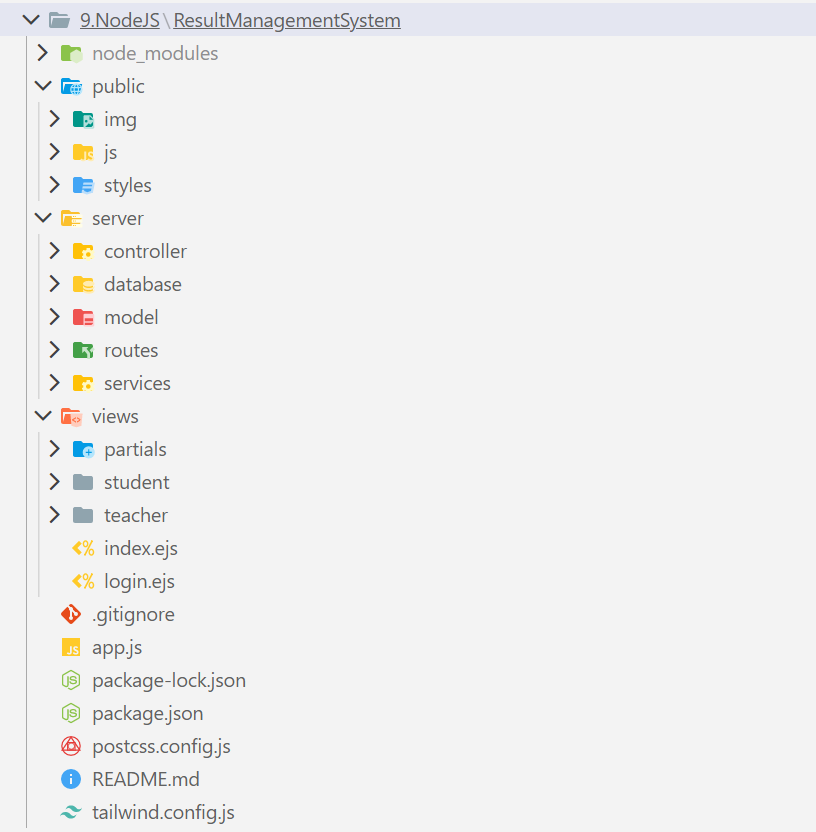 9.NodeJS \ ResultManagementSystem
node_modules
public
img
js
styles
server
controller
database
model
routes
services
views
partials
student
teacher
index.ejs
login.ejs
.gitignore
app.js
package-lock.json
package.json
postcss.config.js
README.md
tailwind.config.js